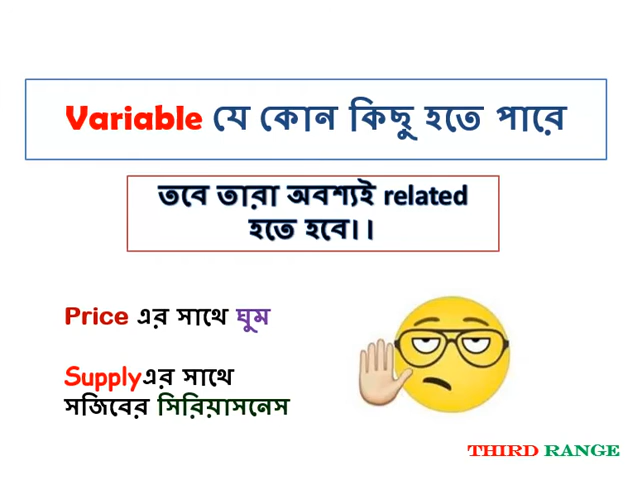 Variable যে কোন কিছু হতে পারে
তবে তারা অবশ্যই related
হতে হবে।।
Price এর সাথে ঘুম
Supplyএর সাথে
সজিবের সিরিয়াসনেস
THIRD RANGE